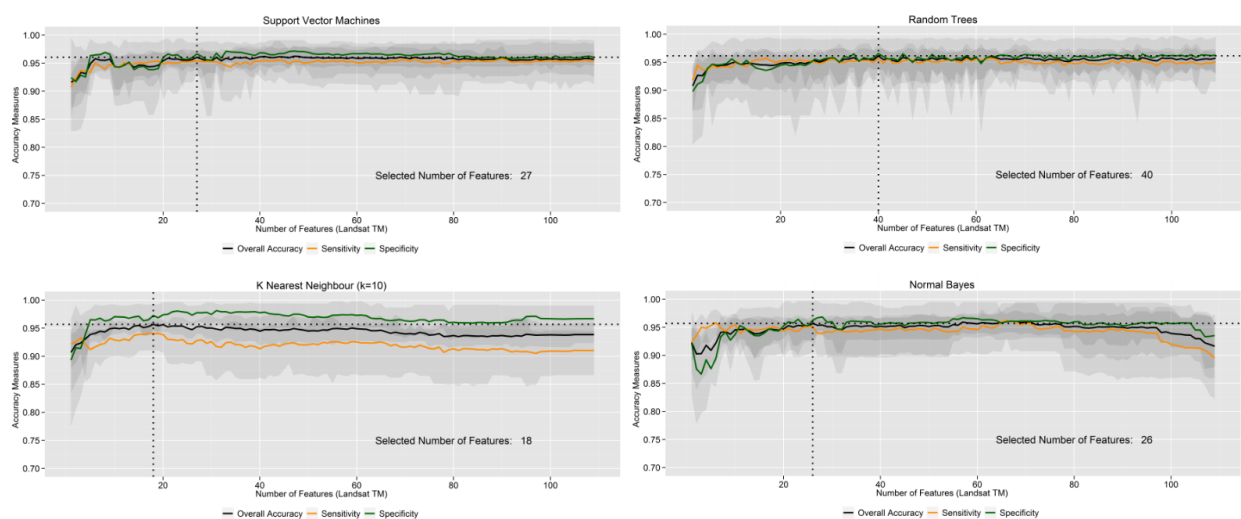 Support Vector Machines
Accuracy Measures
1.00
0.95
0.90
0.85
0.80
0.75
0.70
Selected Number of Features: 27
20 40 60 80 100
Number of Features (Landsat TM)
Overall Accuracy Sensitivity Specificity
Random Trees
Accuracy Measures
1.00
0.95
0.90
0.85
0.80
0.75
0.70
Selected Number of Features: 40
20 40 60 80 100
Number of Features (Landsat TM)
Overall Accuracy Sensitivity Specificity
K Nearest Neighbour (k=10)
Accuracy Measures
1.00
0.95
0.90
0.85
0.80
0.75
0.70
Selected Number of Features: 18
20 40 60 80 100
Number of Features (Landsat TM)
Overall Accuracy Sensitivity Specificity
Normal Bayes
Accuracy Measures
1.00
0.95
0.90
0.85
0.80
0.75
0.70
Selected Number of Features: 26
20 40 60 80 100
Number of Features (Landsat TM)
Overall Accuracy Sensitivity Specificity